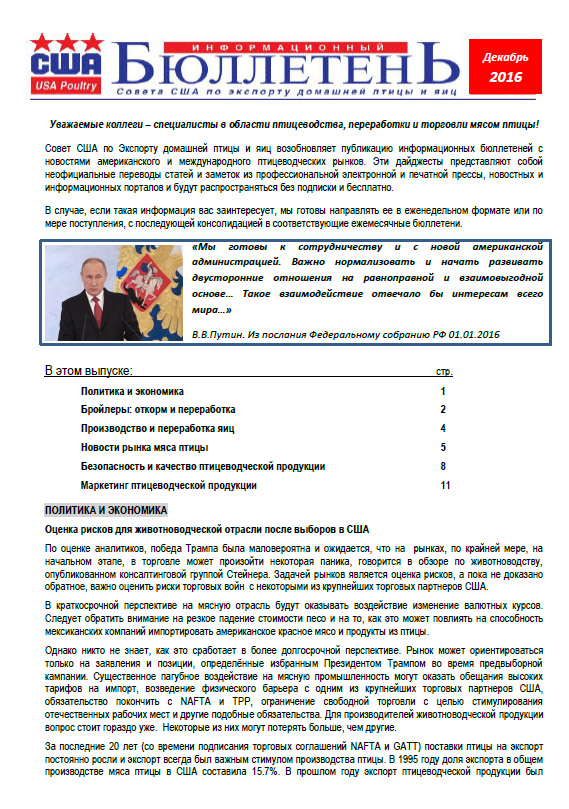 США
USA Poultry
ИНФОРМАЦИОННЫЙ
БЮЛЛЕТЕНЬ
Совета США по экспорту домашней птицы и яиц
Декабрь
2016
Уважаемые коллеги – специалисты в области птицеводства, переработки и торговли мясом птицы!
Совет США по Экспорту домашней птицы и яиц возобновляет публикацию информационных бюллетеней с
новостями американского и международного птицеводческих рынков. Эти дайджесты представляют собой
неофициальные переводы статей и заметок из профессиональной электронной и печатной прессы, новостных и
информационных порталов и будут распространяться без подписки и бесплатно.
В случае, если такая информация вас заинтересует, мы готовы направлять ее в еженедельном формате или по
мере поступления, с последующей консолидацией в соответствующие ежемесячные бюллетени.
«Мы готовы к сотрудничеству и с новой американской
администрацией. Важно нормализовать и начать развивать
двусторонние отношения на равноправной и взаимовыгодной
основе… Такое взаимодействие отвечало бы интересам всего
мира…»
В.В.Путин. Из послания Федеральному собранию РФ 01.01.2016
В этом выпуске: стр.
Политика и экономика 1
Бройлеры: откорм и переработка 2
Производство и переработка яиц 4
Новости рынка мяса птицы 5
Безопасность и качество птицеводческой продукции 8
Маркетинг птицеводческой продукции 11
ПОЛИТИКА И ЭКОНОМИКА
Оценка рисков для животноводческой отрасли после выборов в США
По оценке аналитиков, победа Трампа была маловероятна и ожидается, что на рынках, по крайней мере, на
начальном этапе, в торговле может произойти некоторая паника, говорится в обзоре по животноводству,
опубликованном консалтинговой группой Стейнера. Задачей рынков является оценка рисков, а пока не доказано
обратное, важно оценить риски торговых войн с некоторыми из крупнейших торговых партнеров США.
В краткосрочной перспективе на мясную отрасль будут оказывать воздействие изменение валютных курсов.
Следует обратить внимание на резкое падение стоимости песо и на то, как это может повлиять на способность
мексиканских компаний импортировать американское красное мясо и продукты из птицы.
Однако никто не знает, как это сработает в более долгосрочной перспективе. Рынок может ориентироваться
только на заявления и позиции, определённые избранным Президентом Трампом во время предвыборной
кампании. Существенное пагубное воздействие на мясную промышленность могут оказать обещания высоких
тарифов на импорт, возведение физического барьера с одним из крупнейших торговых партнеров США,
обязательство покончить с NAFTA и TPP, ограничение свободной торговли с целью стимулирования
отечественных рабочих мест и другие подобные обязательства. Для производителей животноводческой продукции
вопрос стоит гораздо уже. Некоторые из них могут потерять больше, чем другие.
За последние 20 лет (со времени подписания торговых соглашений NAFTA и GATT) поставки птицы на экспорт
постоянно росли и экспорт всегда был важным стимулом производства птицы. В 1995 году доля экспорта в общем
производстве мяса птицы в США составила 15.7%. В прошлом году экспорт птицеводческой продукции был